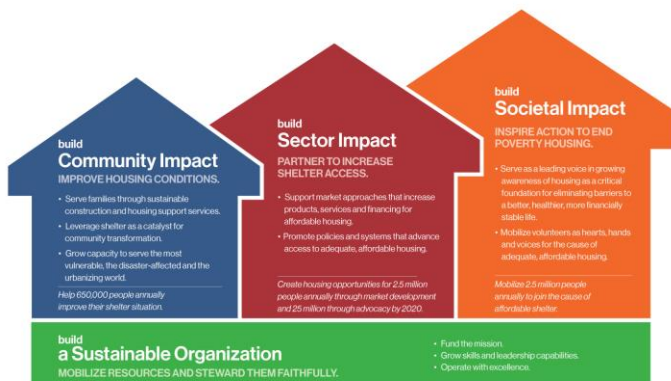 build
Community Impact
IMPROVE HOUSING CONDITIONS.
• Serve families through sustainable
construction and housing support services.
• Leverage shelter as a catalyst for
community transformation.
• Grow capacity to serve the most
vulnerable, the disaster-affected and the
urbanizing world.
Help 650,000 people annually
improve their shelter situation.
build
Sector Impact
PARTNER TO INCREASE
SHELTER ACCESS.
• Support market approaches that increase
products, services and financing for
affordable housing.
• Promote policies and systems that advance
access to adequate, affordable housing.
Create housing opportunities for 2.5 million
people annually through market development
and 25 million through advocacy by 2020.
build
Societal Impact
INSPIRE ACTION TO END
POVERTY HOUSING.
• Serve as a leading voice in growing
awareness of housing as a critical
foundation for eliminating barriers to
a better, healthier, more financially
stable life.
• Mobilize volunteers as hearts, hands
and voices for the cause of
adequate, affordable housing.
Mobilize 2.5 million people
annually to join the cause of
affordable shelter.
build
a Sustainable Organization
MOBILIZE RESOURCES AND STEWARD THEM FAITHFULLY.
• Fund the mission.
• Grow skills and leadership capabilities.
• Operate with excellence.